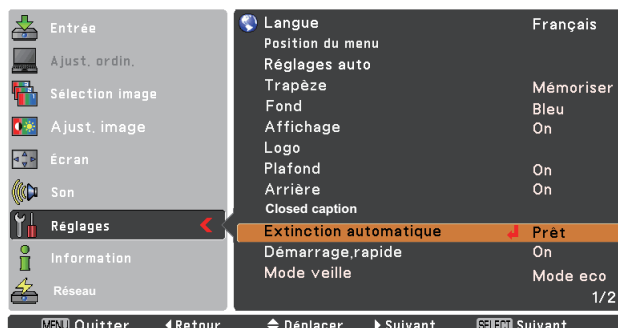 Entrée
Ajust. ordin.
Sélection image
Ajust. image
Écran
Son
Réglages
Information
Réseau
Langue Français
Position du menu
Réglages auto
Trapèze Mémoriser
Fond Bleu
Affichage On
Logo
Plafond On
Arrière On
Closed caption
Extinction automatique Prêt
Démarrage,rapide On
Mode veille Mode eco
1/2
MENU Quitter Retour Déplacer Suivant SELECT Suivant